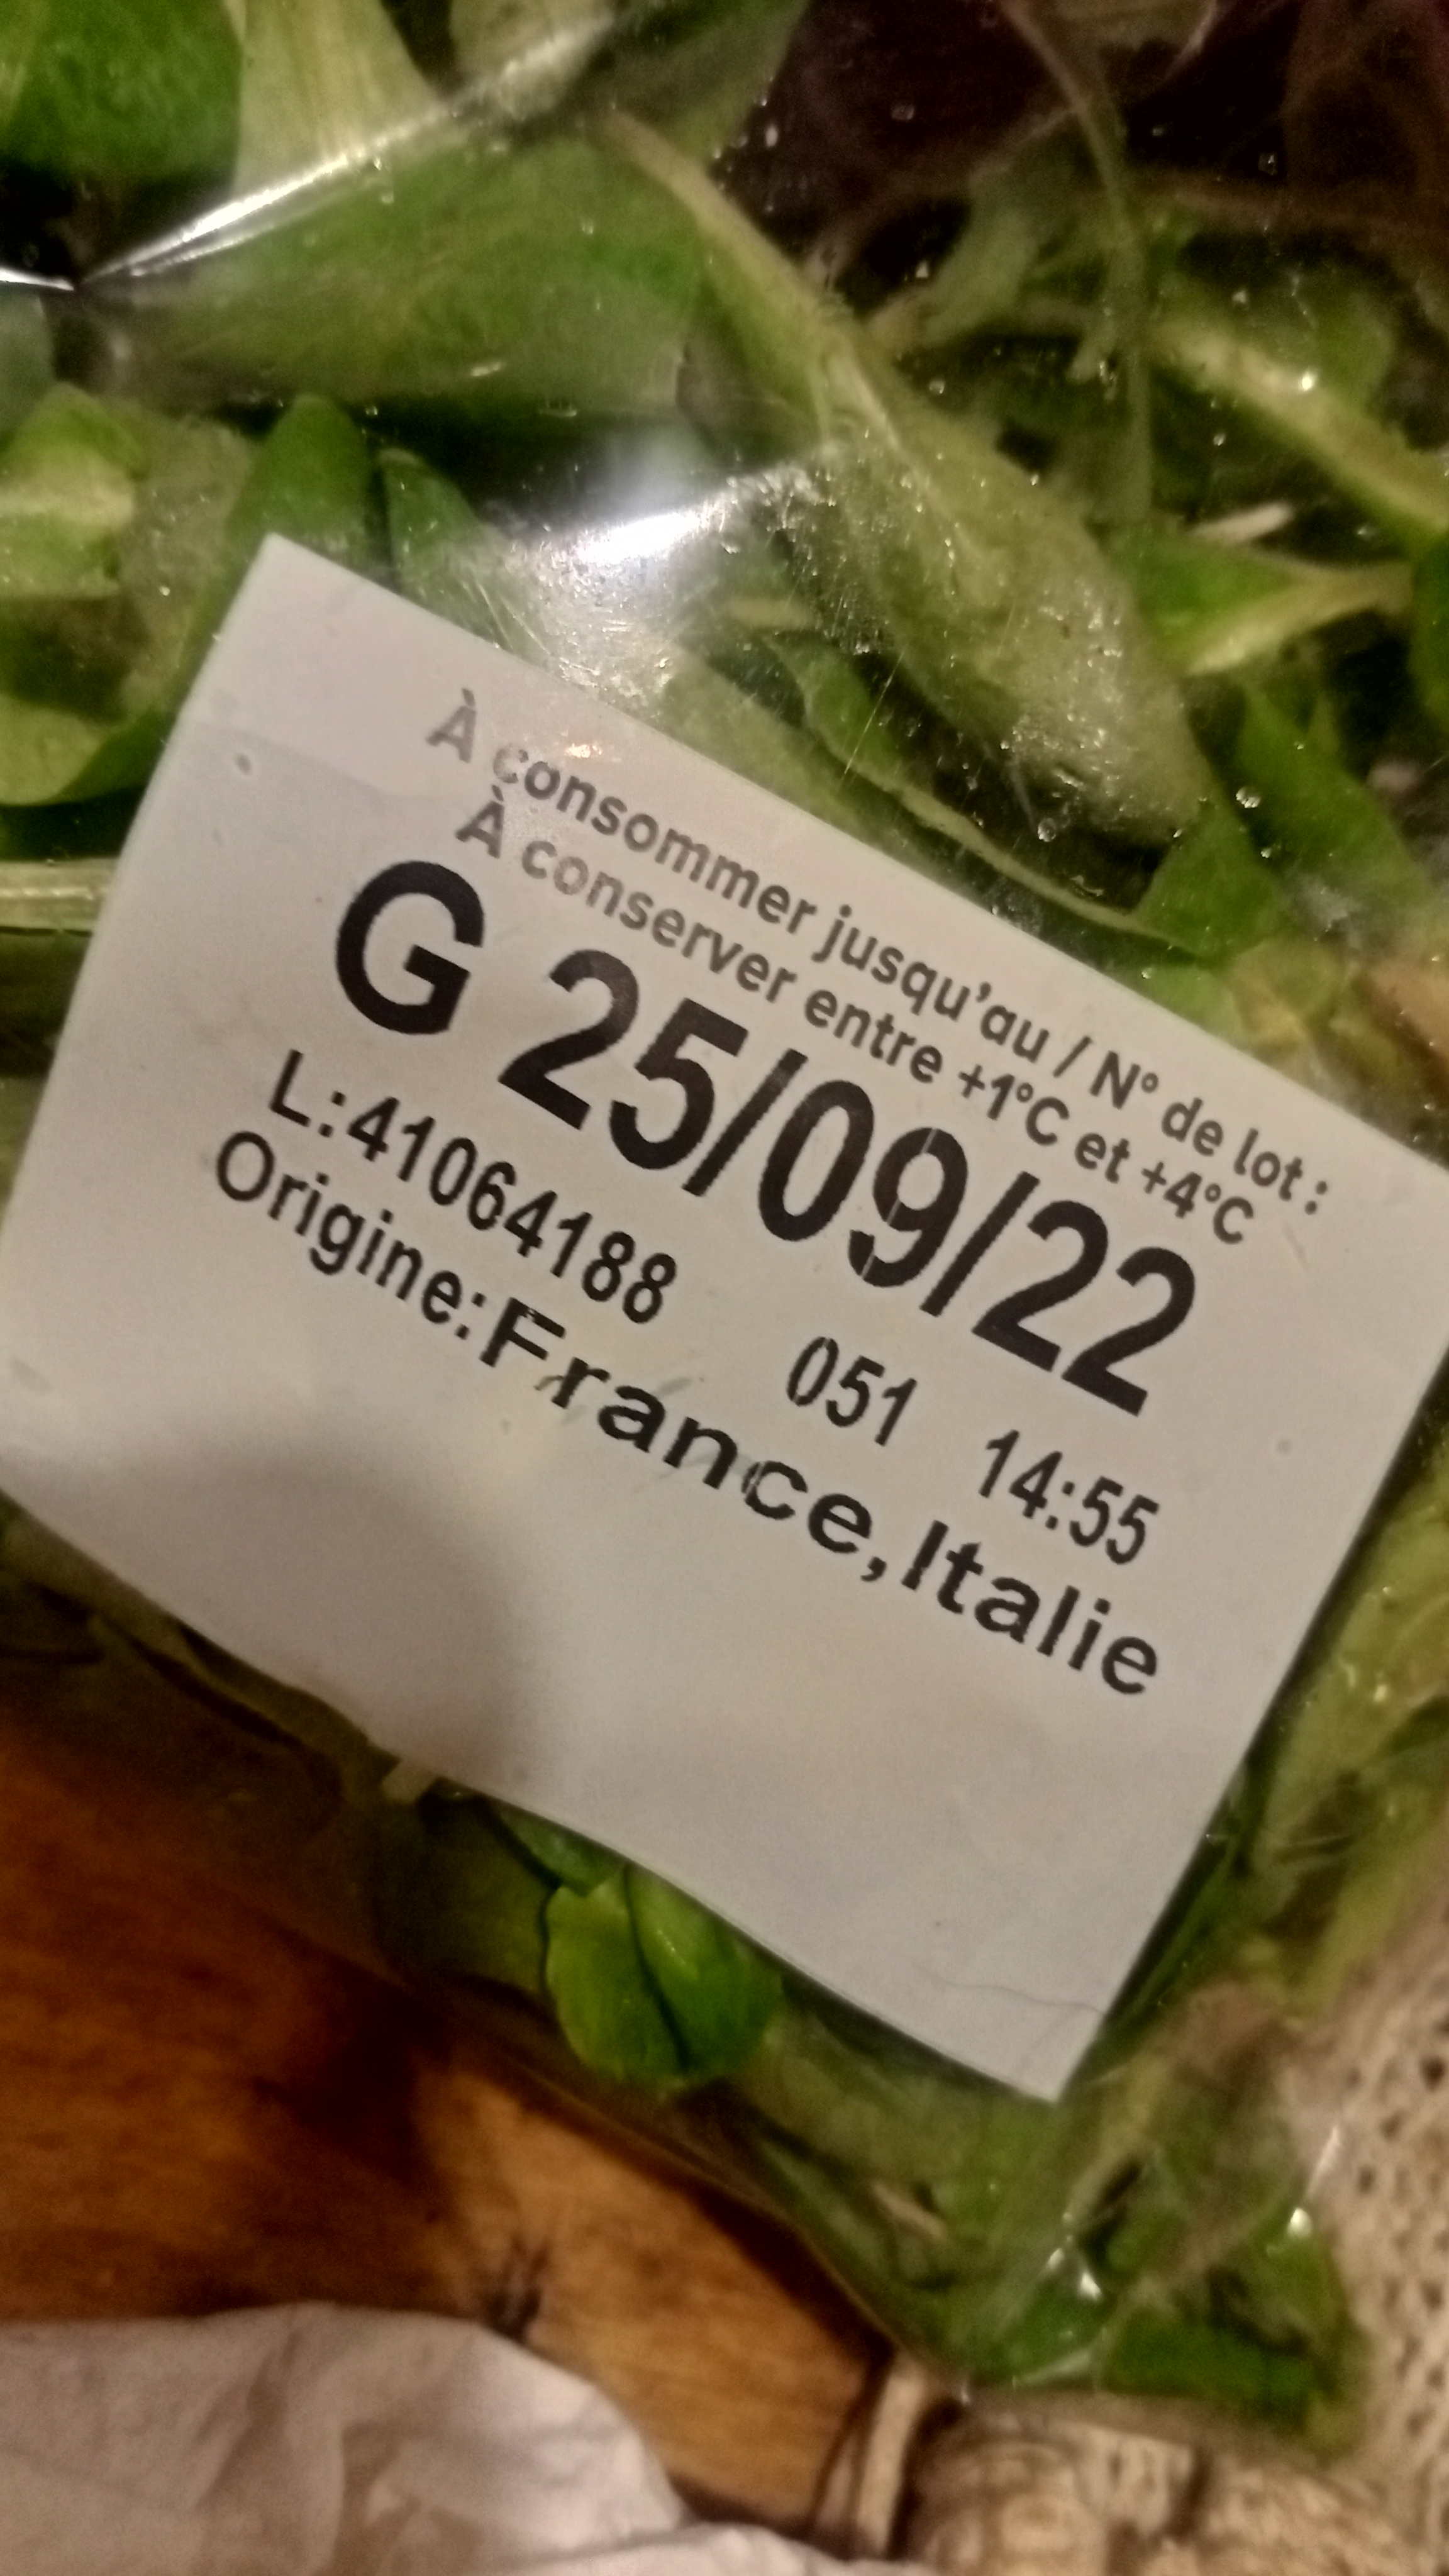 À consommer jusqu'au / N° de lot :
À conserver entre +1°C et +4°C
G 25/09/22
L:41064188 051 14:55
Origine:France,Italie